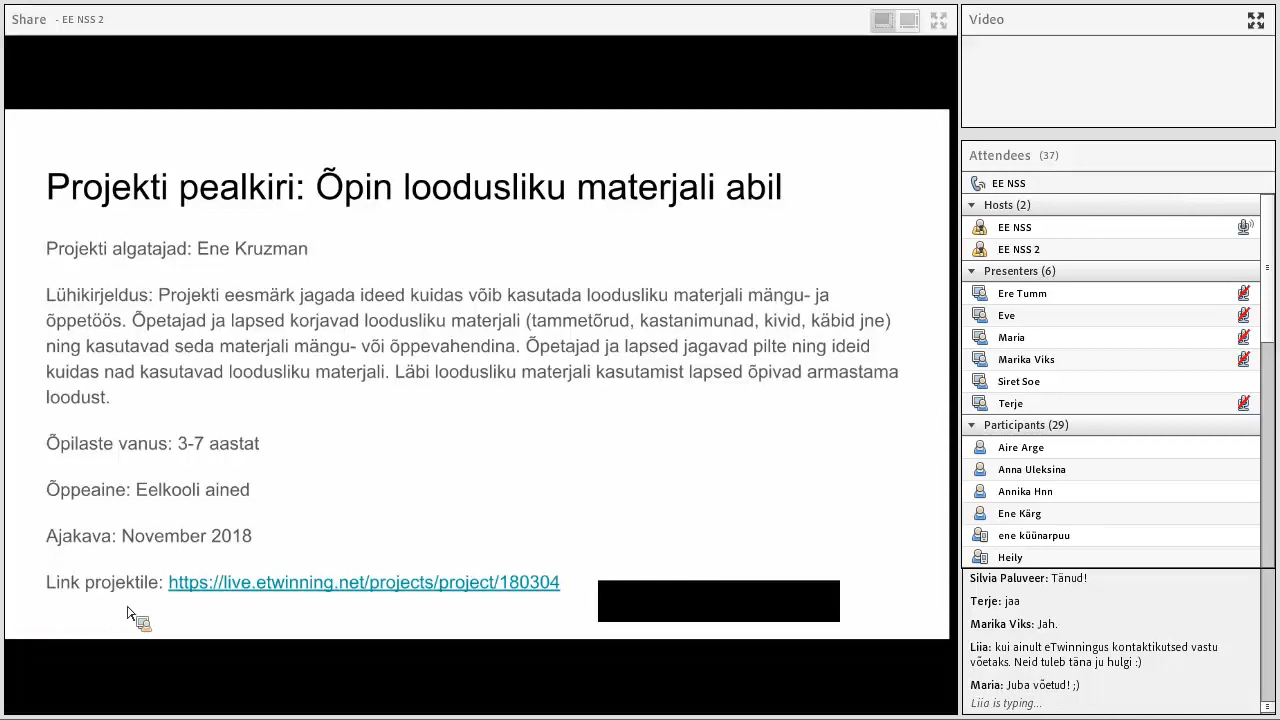 Share - EE NSS 2
Projekti pealkiri: Õpin loodusliku materjali abil
Projekti algatajad: Ene Kruzman
Lühikirjeldus: Projekti eesmärk jagada ideed kuidas võib kasutada loodusliku materjali mängu- ja
õppetöös. Õpetajad ja lapsed korjavad loodusliku materjali (tammetõrud, kastanimunad, kivid, käbid jne)
ning kasutavad seda materjali mängu- või õppevahendina. Õpetajad ja lapsed jagavad pilte ning ideid
kuidas nad kasutavad loodusliku materjali. Läbi loodusliku materjali kasutamist lapsed õpivad armastama
loodust.
Õpilaste vanus: 3-7 aastat
Õppeaine: Eelkooli ained
Ajakava: November 2018
Link projektile: https://live.etwinning.net/projects/project/180304
Video
Attendees (37)
EE NSS
Hosts (2)
EE NSS
EE NSS 2
Presenters (6)
Ere Tumm
Eve
Maria
Marika Viks
Siret Soe
Terje
Participants (29)
Aire Arge
Anna Uleksina
Annika Hnn
Ene Kärg
ene küünarpuu
Heily
Silvia Paluveer: Tänud!
Terje: jaa
Marika Viks: Jah.
Liia: kui ainult eTwinningus kontaktikutsed vastu
võetaks. Neid tuleb täna ju hulgi :)
Maria: Juba võetud! ;)
Liia is typing...